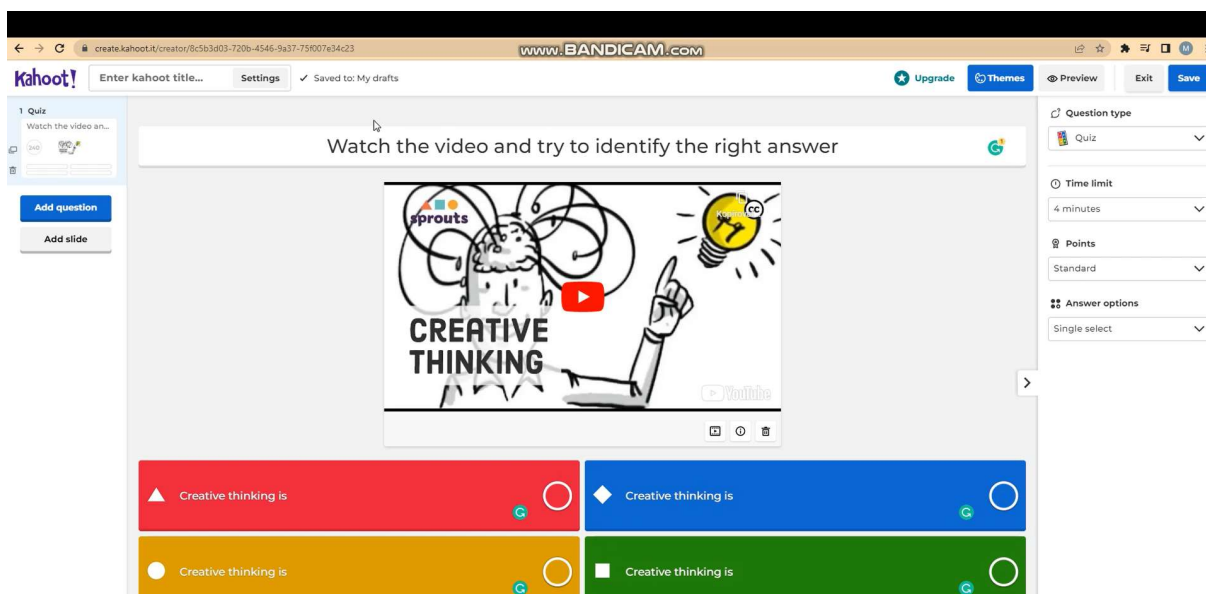 www.BANDICAM.com
create.kahoot.it/creator/8c5b3d03-720b-4546-9a37-75f007e34c23
M
Kahoot!
Enter kahoot title...
Settings
Saved to: My drafts
Upgrade
Themes
Preview
Exit
Save
1 Quiz
Watch the video an...
240
Add question
Add slide
Watch the video and try to identify the right answer
sprouts
cc
CREATIVE
THINKING
YouTube
Creative thinking is
Creative thinking is
Creative thinking is
Creative thinking is
Question type
Quiz
Time limit
4 minutes
Points
Standard
Answer options
Single select